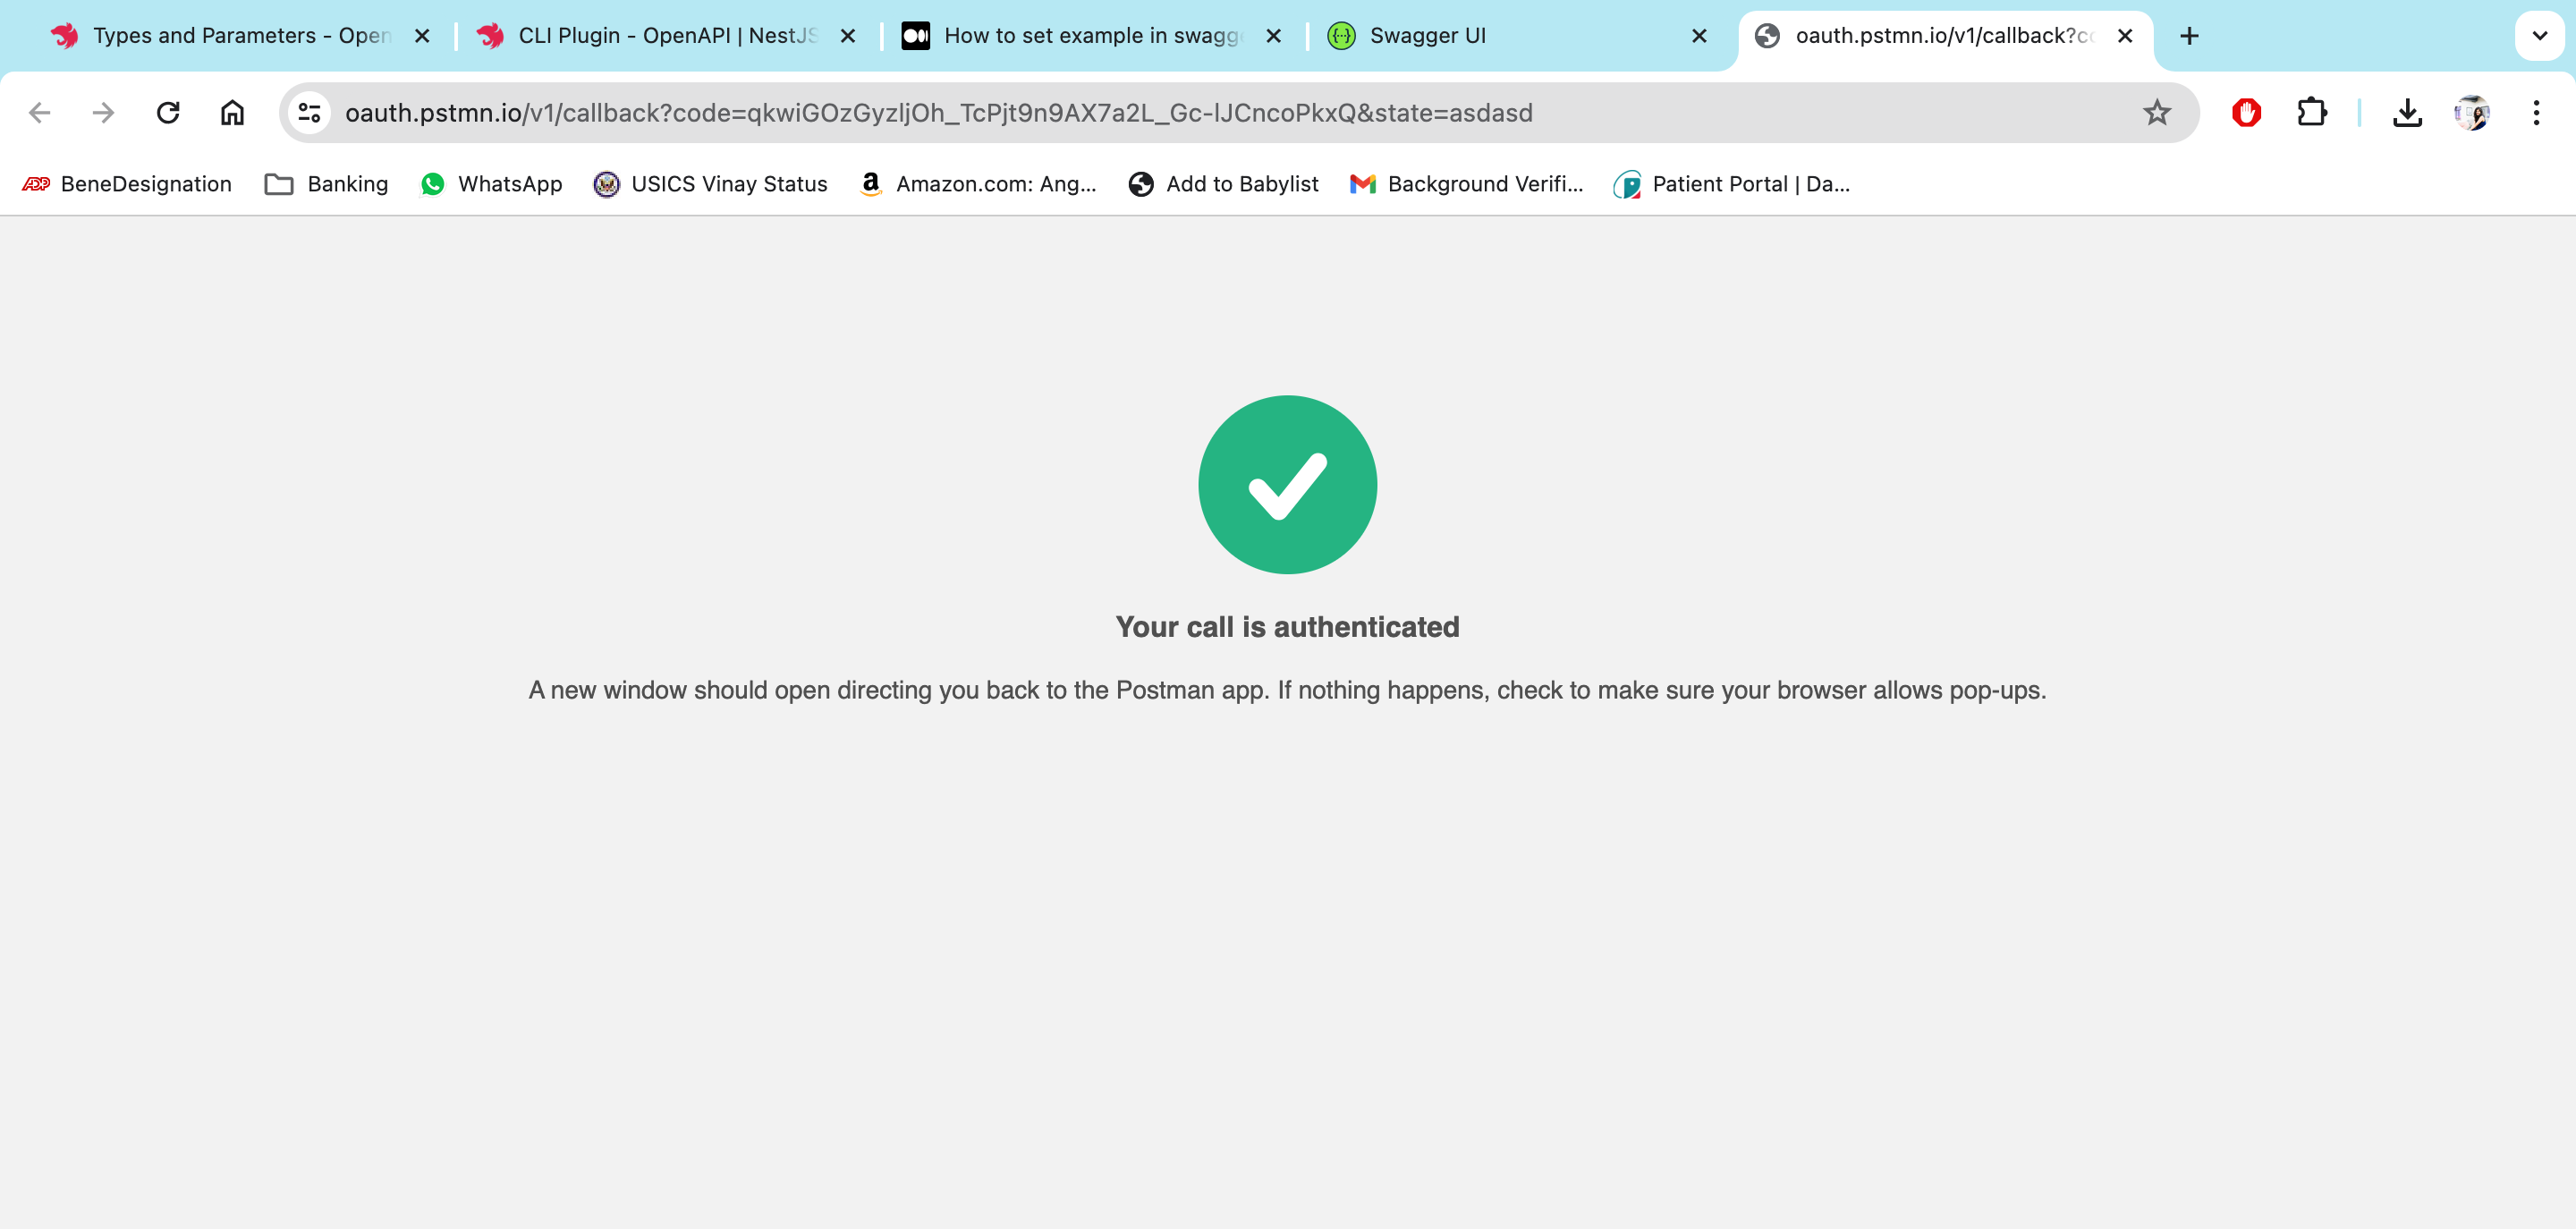 Types and Parameters - Open
CLI Plugin - OpenAPI | NestJS
How to set example in swagge
Swagger UI
oauth.pstmn.io/v1/callback?co
oauth.pstmn.io/v1/callback?code=qkwiGOzGyzljOh_TcPjt9n9AX7a2L_Gc-lJCncoPkxQ&state=asdasd
ADP BeneDesignation
Banking
WhatsApp
USICS Vinay Status
Amazon.com: Ang...
Add to Babylist
Background Verifi...
Patient Portal | Da...
Your call is authenticated
A new window should open directing you back to the Postman app. If nothing happens, check to make sure your browser allows pop-ups.